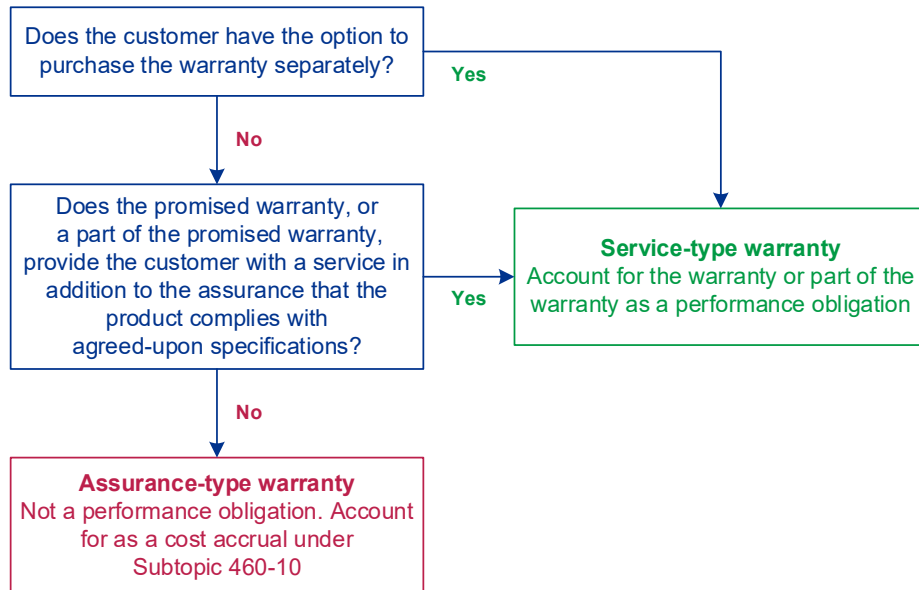 Does the customer have the option to
purchase the warranty separately?
Yes
No
Does the promised warranty, or
a part of the promised warranty,
provide the customer with a service in
addition to the assurance that the
product complies with
agreed-upon specifications?
Yes
Service-type warranty
Account for the warranty or part of the
warranty as a performance obligation
No
Assurance-type warranty
Not a performance obligation. Account
for as a cost accrual under
Subtopic 460-10